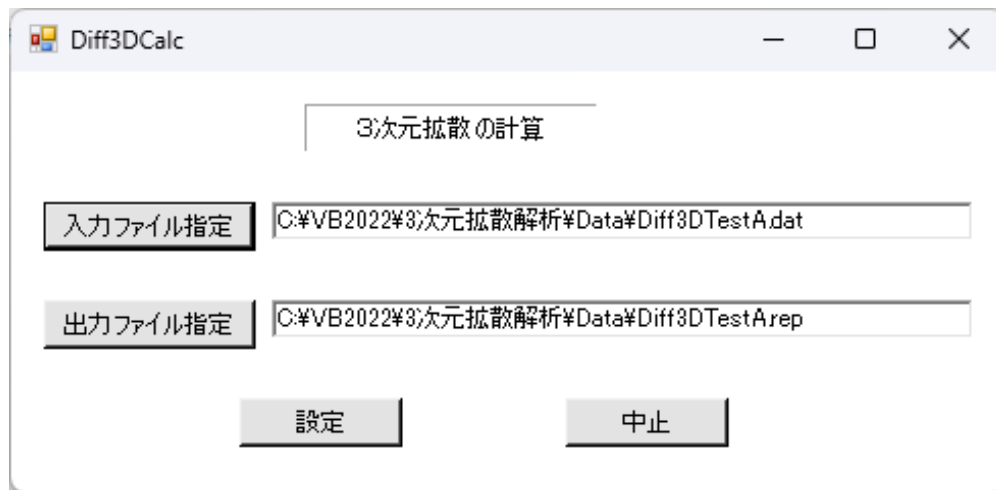 Diff3DCalc
3次元拡散の計算
入力ファイル指定 C:¥VB2022¥3次元拡散解析¥Data¥Diff3DTestA.dat
出力ファイル指定 C:¥VB2022¥3次元拡散解析¥Data¥Diff3DTestA.rep
設定 中止